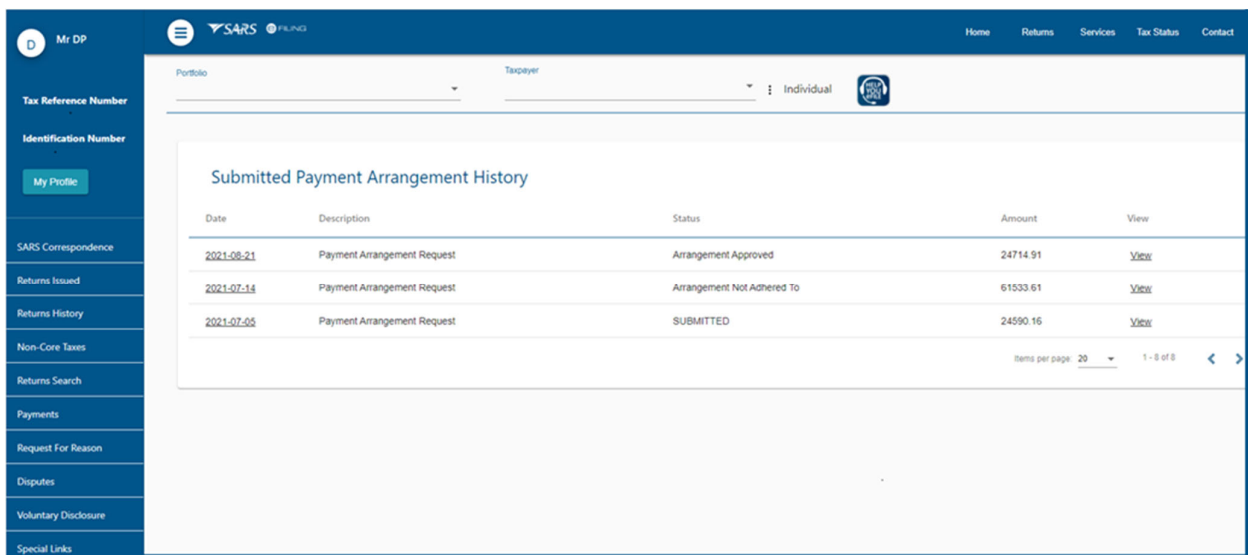 D
Mr DP
Tax Reference Number
Identification Number
My Profile
SARS Correspondence
Returns Issued
Returns History
Non-Core Taxes
Returns Search
Payments
Request For Reason
Disputes
Voluntary Disclosure
Special Links
SARS eFILING
Home Returns Services Tax Status Contact
Portfolio Taxpayer
Individual
HELP YOU eFILE
Submitted Payment Arrangement History
Date Description Status Amount View
2021-08-21 Payment Arrangement Request Arrangement Approved 24714.91 View
2021-07-14 Payment Arrangement Request Arrangement Not Adhered To 61533.61 View
2021-07-05 Payment Arrangement Request SUBMITTED 24590.16 View
Items per page: 20 1 - 8 of 8